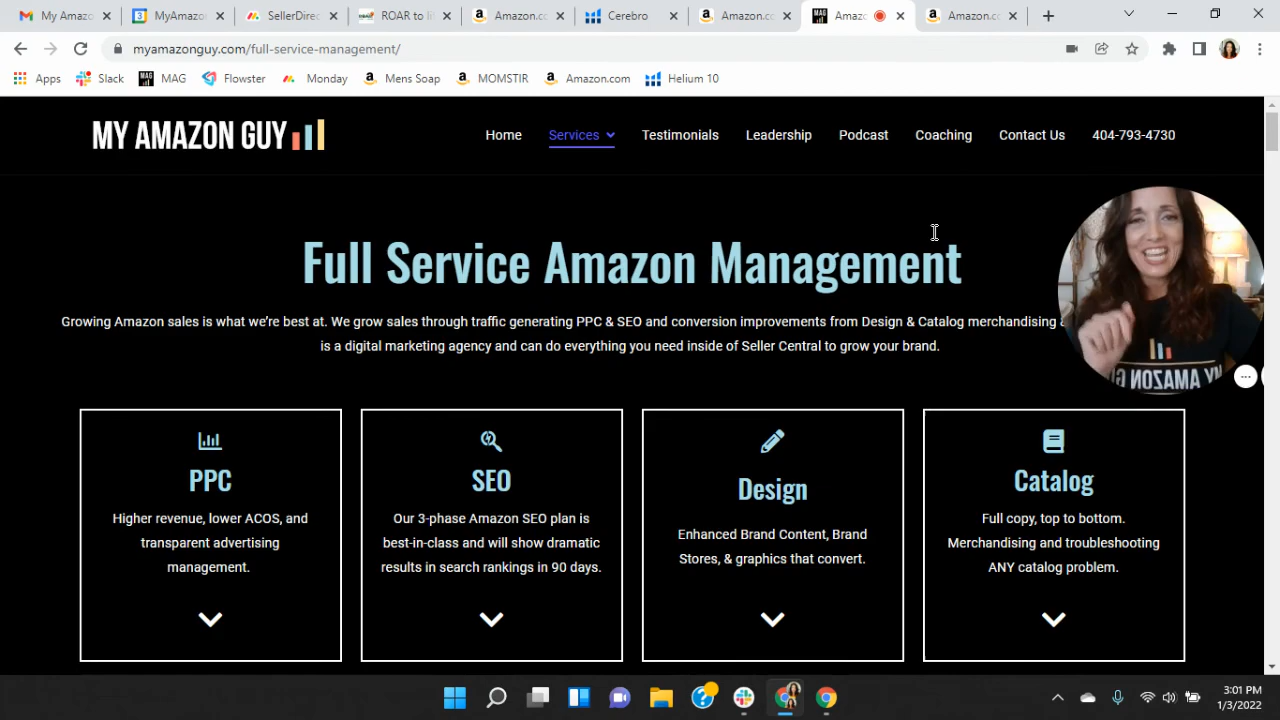 My Amazo
MyAmazon
SellerDirec
ROAR to li
Amazon.co
Cerebro
Amazon.co
Amazo
Amazon.co
myamazonguy.com/full-service-management/
Apps
Slack
MAG
Flowster
Monday
Mens Soap
MOMSTIR
Amazon.com
Helium 10
MY AMAZON GUY
Home
Services
Testimonials
Leadership
Podcast
Coaching
Contact Us
404-793-4730
Full Service Amazon Management
Growing Amazon sales is what we're best at. We grow sales through traffic generating PPC & SEO and conversion improvements from Design & Catalog merchandising
is a digital marketing agency and can do everything you need inside of Seller Central to grow your brand.
PPC
Higher revenue, lower ACOS, and
transparent advertising
management.
SEO
Our 3-phase Amazon SEO plan is
best-in-class and will show dramatic
results in search rankings in 90 days.
Design
Enhanced Brand Content, Brand
Stores, & graphics that convert.
Catalog
Full copy, top to bottom.
Merchandising and troubleshooting
ANY catalog problem.
MY AMAZON GU
3:01 PM
1/3/2022